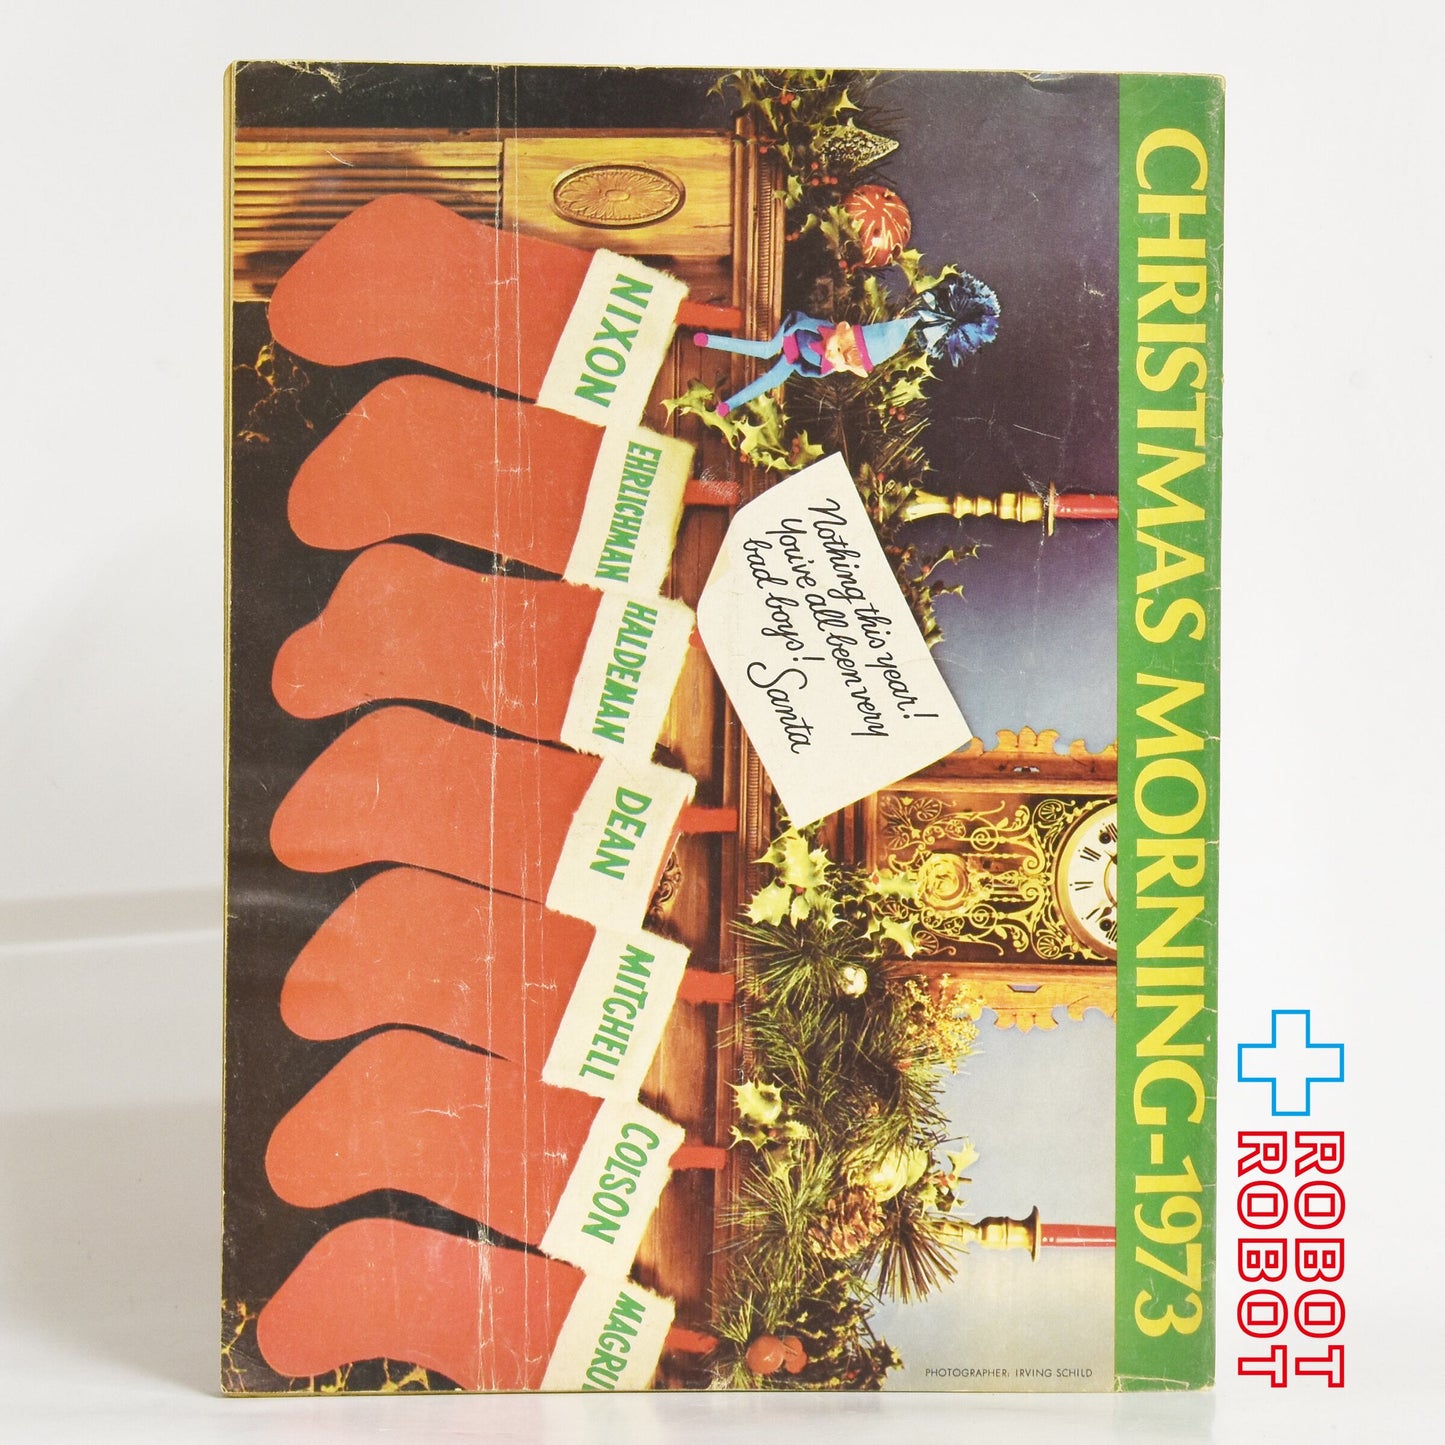 CHRISTMAS MORNING-1973
Nothing this year!
You've all been very
bad boys! Santa
NIXON
EHRLICHMAN
HALDEMAN
DEAN
MITCHELL
COLSON
MAGRU
PHOTOGRAPHER: IRVING SCHILD
ROBOT
ROBOT